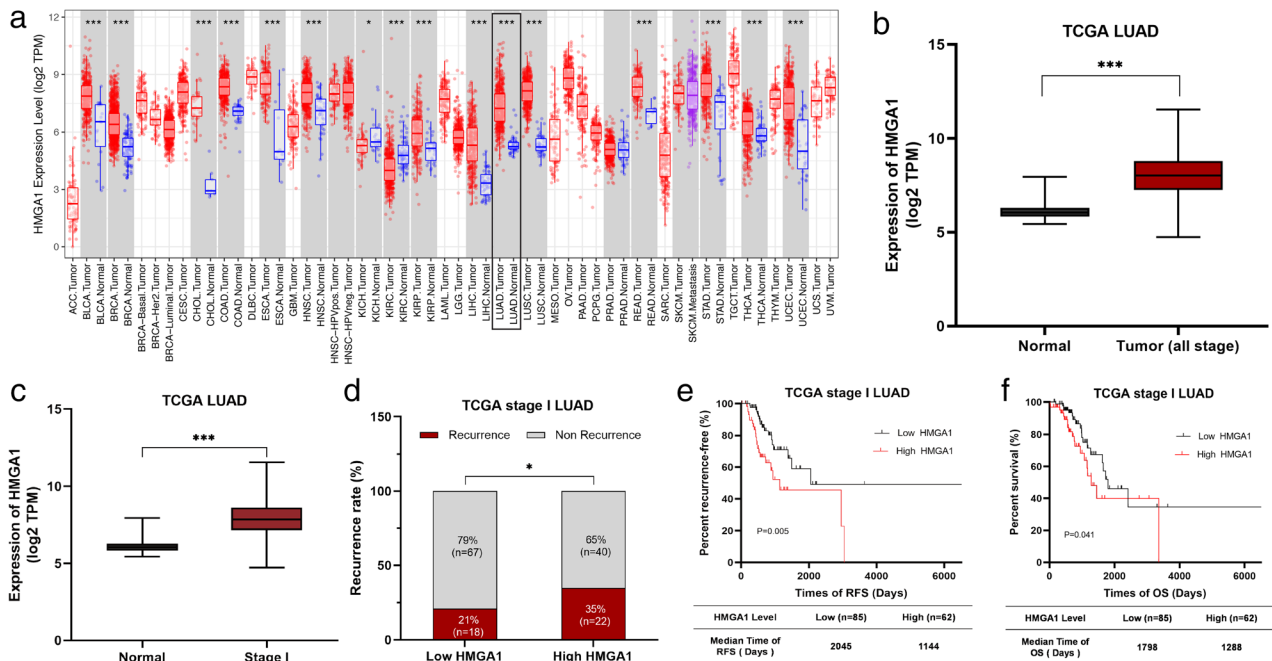 a
HMGA1 Expression Level (log2 TPM)
12
9
6
3
0
*** *** *** *** *** *** * *** *** *** *** *** *** *** *** ***
ACC.Tumor
BLCA.Tumor
BLCA.Normal
BRCA.Tumor
BRCA.Normal
BRCA-Basal.Tumor
BRCA-Her2.Tumor
BRCA-Luminal.Tumor
CESC.Tumor
CHOL.Tumor
CHOL.Normal
COAD.Tumor
COAD.Normal
DLBC.Tumor
ESCA.Tumor
ESCA.Normal
GBM.Tumor
HNSC.Tumor
HNSC.Normal
HNSC-HPVpos.Tumor
HNSC-HPVneg.Tumor
KICH.Tumor
KICH.Normal
KIRC.Tumor
KIRC.Normal
KIRP.Tumor
KIRP.Normal
LAML.Tumor
LGG.Tumor
LIHC.Tumor
LIHC.Normal
LUAD.Tumor
LUAD.Normal
LUSC.Tumor
LUSC.Normal
MESO.Tumor
OV.Tumor
PAAD.Tumor
PCPG.Tumor
PRAD.Tumor
PRAD.Normal
READ.Tumor
READ.Normal
SARC.Tumor
SKCM.Tumor
SKCM.Metastasis
STAD.Tumor
STAD.Normal
TGCT.Tumor
THCA.Tumor
THCA.Normal
THYM.Tumor
UCEC.Tumor
UCEC.Normal
UCS.Tumor
UVM.Tumor
b
TCGA LUAD
***
Expression of HMGA1
(log2 TPM)
15
10
5
0
Normal Tumor (all stage)
c
TCGA LUAD
***
Expression of HMGA1
(log2 TPM)
15
10
5
0
Normal Stage I
d
TCGA stage I LUAD
Recurrence Non Recurrence
*
Recurrence rate (%)
150
100
50
0
79%
(n=67)
65%
(n=40)
21%
(n=18)
35%
(n=22)
Low HMGA1 High HMGA1
e
TCGA stage I LUAD
Percent recurrence-free (%)
100
80
60
40
20
0
Low HMGA1
High HMGA1
P=0.005
0 2000 4000 6000
Times of RFS (Days)
HMGA1 Level Low (n=85) High (n=62)
Median Time of
RFS ( Days ) 2045 1144
f
TCGA stage I LUAD
Percent survival (%)
100
80
60
40
20
0
Low HMGA1
High HMGA1
P=0.041
0 2000 4000 6000
Times of OS (Days)
HMGA1 Level Low (n=85) High (n=62)
Median Time of
OS ( Days ) 1798 1288